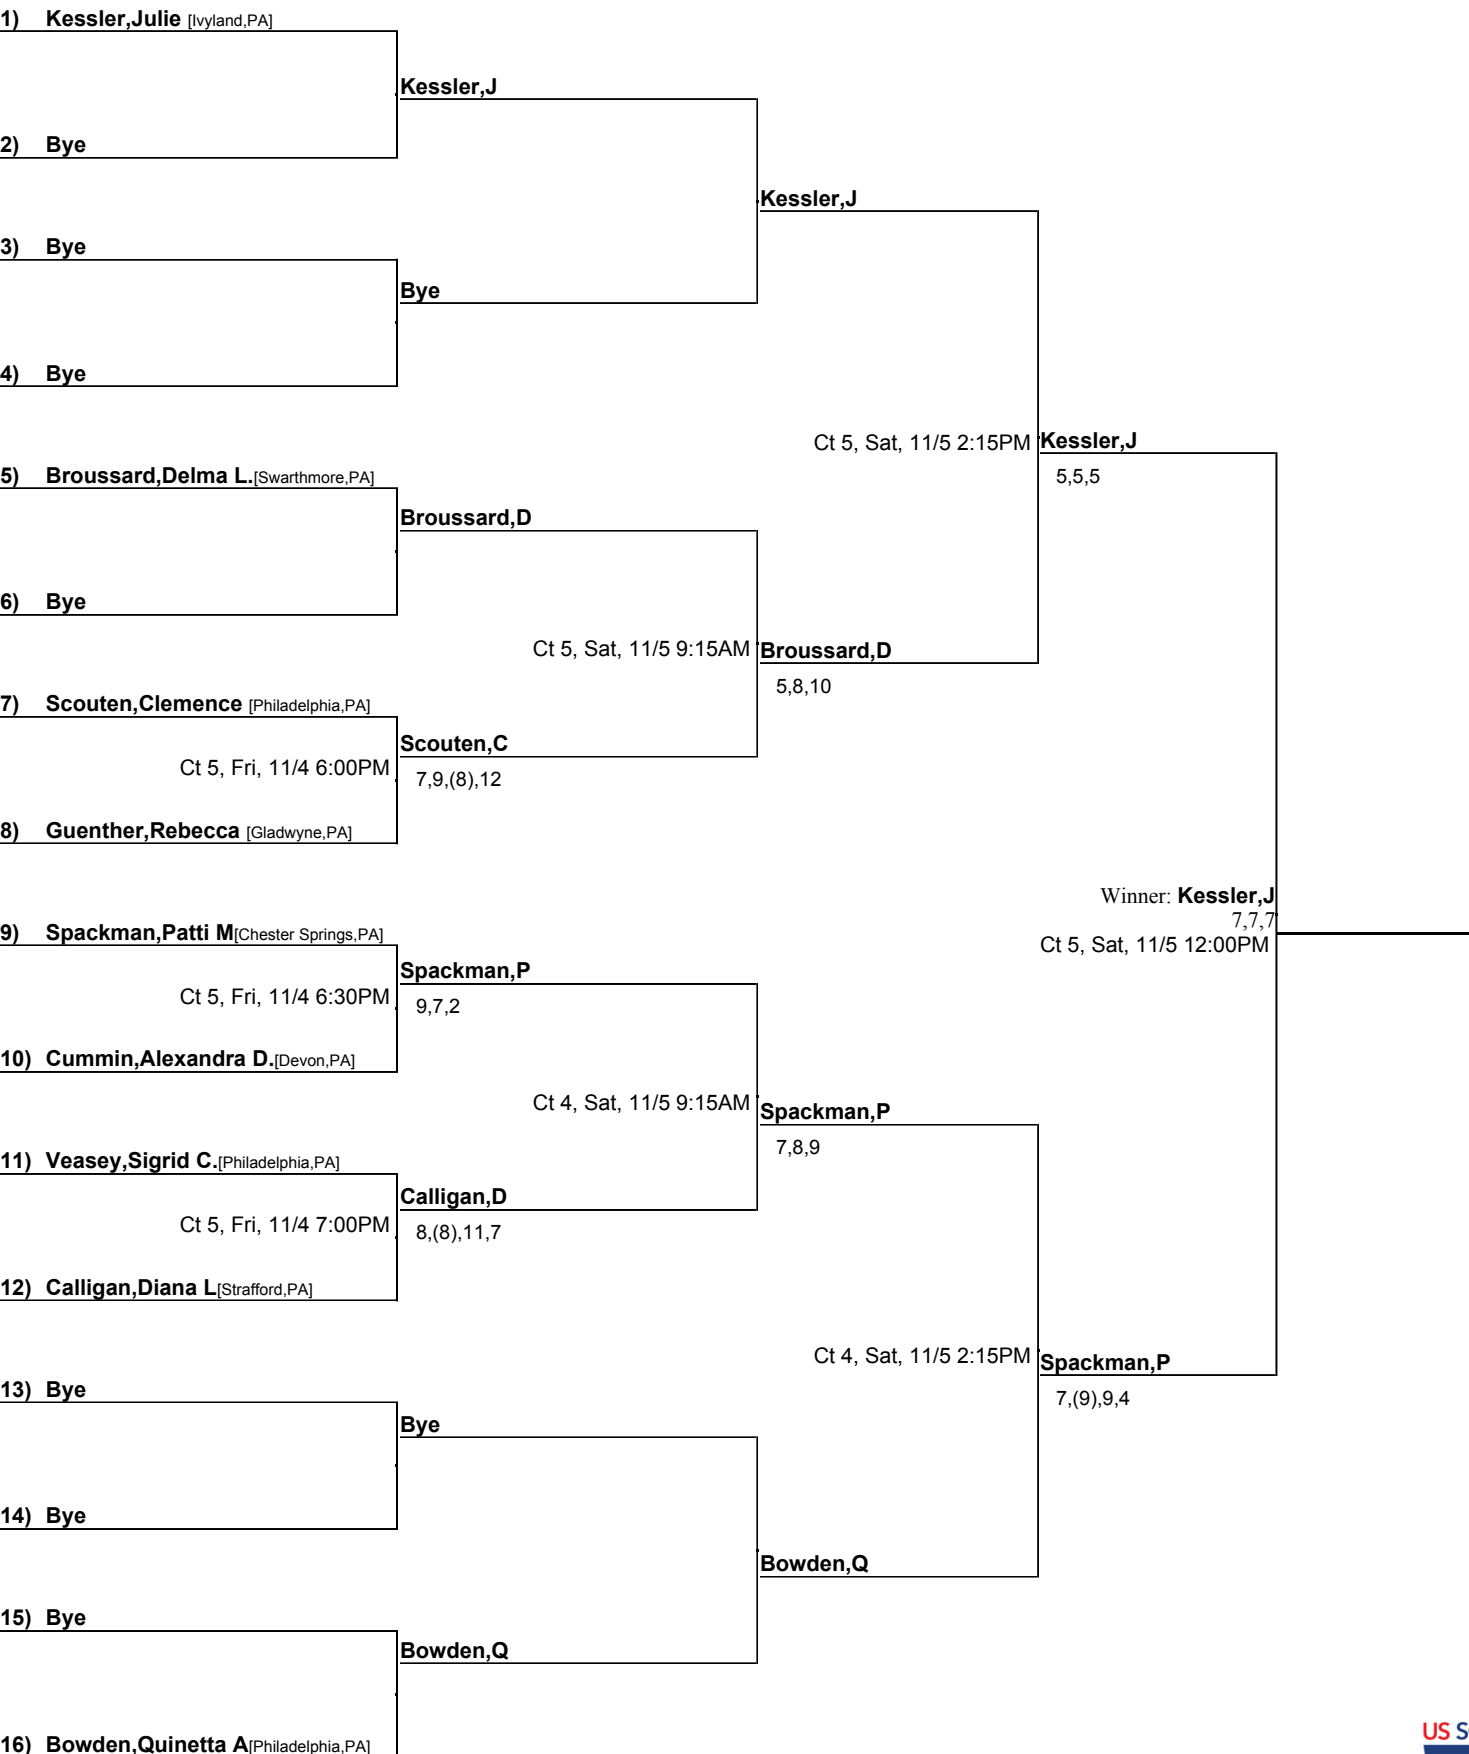 1) Kessler,Julie [Ivyland,PA]
Kessler,J
2) Bye
Kessler,J
3) Bye
Bye
4) Bye
Ct 5, Sat, 11/5 2:15PM Kessler,J
5,5,5
5) Broussard,Delma L.[Swarthmore,PA]
Broussard,D
6) Bye
Ct 5, Sat, 11/5 9:15AM Broussard,D
5,8,10
7) Scouten,Clemence [Philadelphia,PA]
Scouten,C
Ct 5, Fri, 11/4 6:00PM
7,9,(8),12
8) Guenther,Rebecca [Gladwyne,PA]
Winner: Kessler,J
7,7,7
Ct 5, Sat, 11/5 12:00PM
9) Spackman,Patti M[Chester Springs,PA]
Spackman,P
Ct 5, Fri, 11/4 6:30PM
9,7,2
10) Cummin,Alexandra D.[Devon,PA]
Ct 4, Sat, 11/5 9:15AM Spackman,P
7,8,9
11) Veasey,Sigrid C.[Philadelphia,PA]
Calligan,D
Ct 5, Fri, 11/4 7:00PM
8,(8),11,7
12) Calligan,Diana L[Strafford,PA]
Ct 4, Sat, 11/5 2:15PM Spackman,P
7,(9),9,4
13) Bye
Bye
14) Bye
Bowden,Q
15) Bye
Bowden,Q
16) Bowden,Quinetta A[Philadelphia,PA]
US